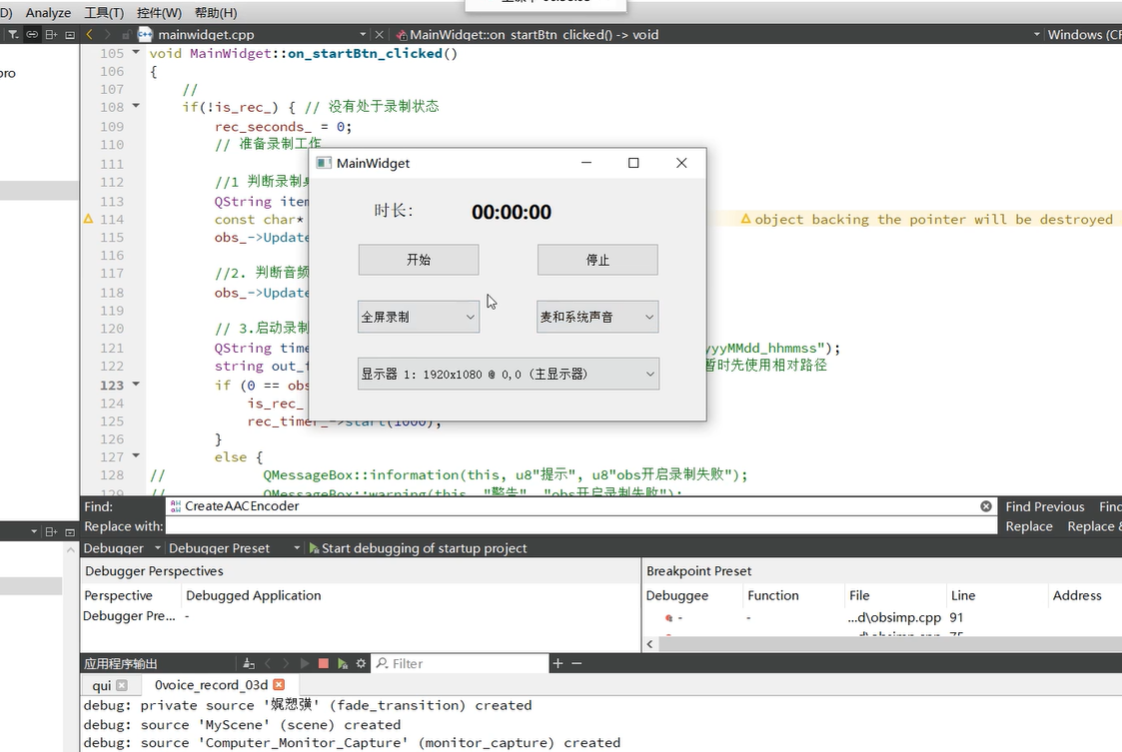 Analyze 工具(T) 控件(W) 帮助(H)
mainwidget.cpp
MainWidget::on_startBtn_clicked() -> void
Windows (CR
pro
105 void MainWidget::on_startBtn_clicked()
106 {
107 //
108 if(!is_rec_) { // 没有处于录制状态
109 rec_seconds_ = 0;
110 // 准备录制工作
111
112 //1 判断录制
113 QString item
114 const char*
object backing the pointer will be destroyed
115 obs_->Update
116
117 //2. 判断音频
118 obs_->Update
119
120 // 3.启动录制
121 QString time
yyMMdd_hhmmss");
122 string out_
暂时先使用相对路径
123 if (0 == obs
124 is_rec_
125 rec_timer_->start(1000);
126 }
127 else {
128 // QMessageBox::information(this, u8"提示", u8"obs开启录制失败");
129 // QMessageBox::warning(this, "警告", "obs开启录制失败");
MainWidget
时长:
00:00:00
开始
停止
全屏录制
麦和系统声音
显示器 1: 1920x1080 @ 0,0 (主显示器)
Find:
CreateAACEncoder
Find Previous
Replace with:
Replace
Replace &
Debugger
Debugger Preset
Start debugging of startup project
Debugger Perspectives
Breakpoint Preset
Perspective
Debugged Application
Debuggee
Function
File
Line
Address
Debugger Pre... -
- - ...d\obsimp.cpp 91
应用程序输出
Filter
qui
0voice_record_03d
debug: private source '娓愬彉' (fade_transition) created
debug: source 'MyScene' (scene) created
debug: source 'Computer_Monitor_Capture' (monitor_capture) created